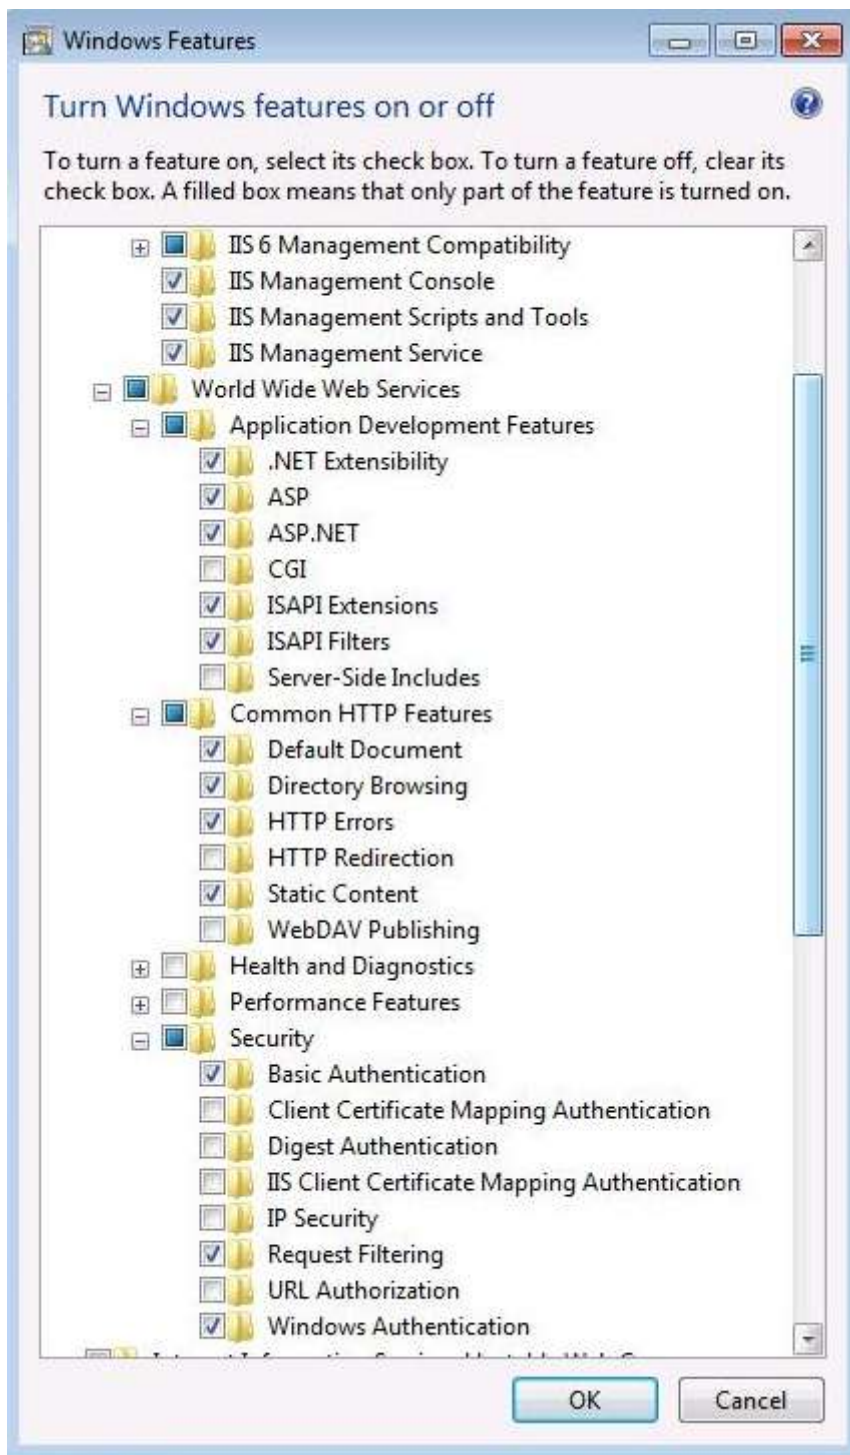 Windows Features
Turn Windows features on or off
To turn a feature on, select its check box. To turn a feature off, clear its
check box. A filled box means that only part of the feature is turned on.
IIS 6 Management Compatibility
IIS Management Console
IIS Management Scripts and Tools
IIS Management Service
World Wide Web Services
Application Development Features
.NET Extensibility
ASP
ASP.NET
CGI
ISAPI Extensions
ISAPI Filters
Server-Side Includes
Common HTTP Features
Default Document
Directory Browsing
HTTP Errors
HTTP Redirection
Static Content
WebDAV Publishing
Health and Diagnostics
Performance Features
Security
Basic Authentication
Client Certificate Mapping Authentication
Digest Authentication
IIS Client Certificate Mapping Authentication
IP Security
Request Filtering
URL Authorization
Windows Authentication
OK Cancel